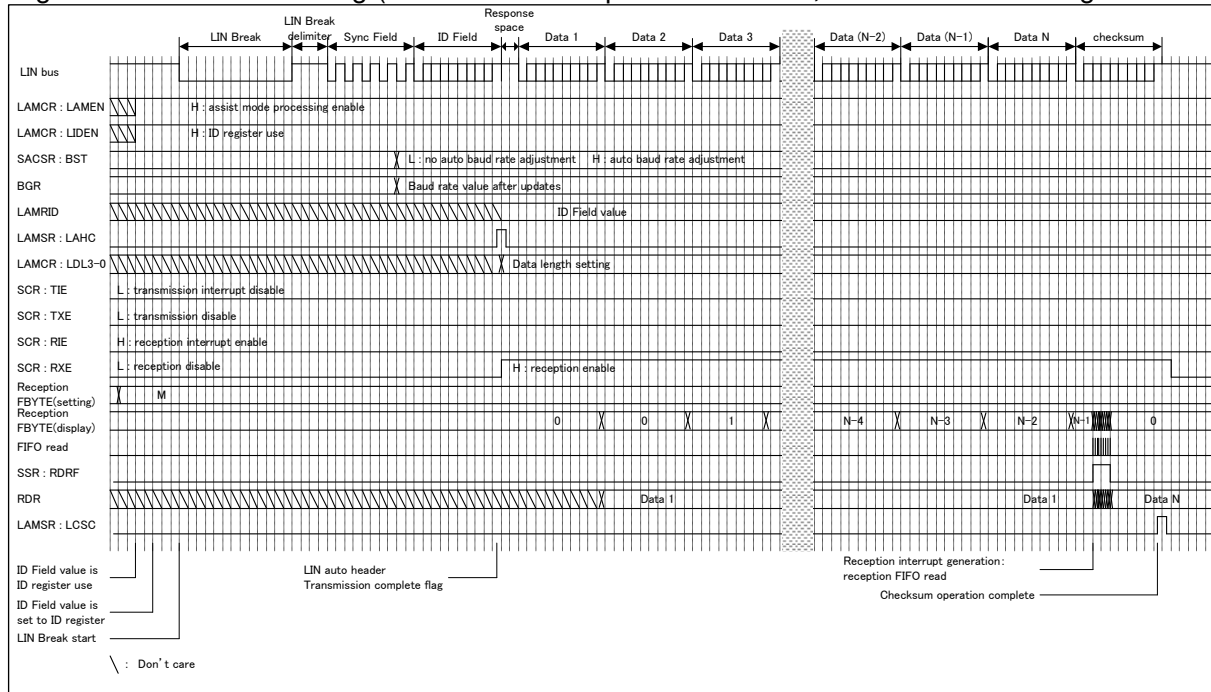 LIN Break
LIN Break
delimiter
Sync Field
ID Field
Response
space
Data 1
Data 2
Data 3
Data (N-2)
Data (N-1)
Data N
checksum
LIN bus
LAMCR : LAMEN
H : assist mode processing enable
LAMCR : LIDEN
H : ID register use
SACSR : BST
L : no auto baud rate adjustment H : auto baud rate adjustment
BGR
Baud rate value after updates
LAMRID
ID Field value
LAMSR : LAHC
LAMCR : LDL3-0
Data length setting
SCR : TIE
L : transmission interrupt disable
SCR : TXE
L : transmission disable
SCR : RIE
H : reception interrupt enable
SCR : RXE
L : reception disable
H : reception enable
Reception
FBYTE(setting)
M
Reception
FBYTE(display)
0 0 1 N-4 N-3 N-2 N-1 0
FIFO read
SSR : RDRF
RDR
Data 1 Data 1 Data N
LAMSR : LCSC
ID Field value is
ID register use
ID Field value is
set to ID register
LIN Break start
LIN auto header
Transmission complete flag
Reception interrupt generation:
reception FIFO read
Checksum operation complete
\ : Don't care